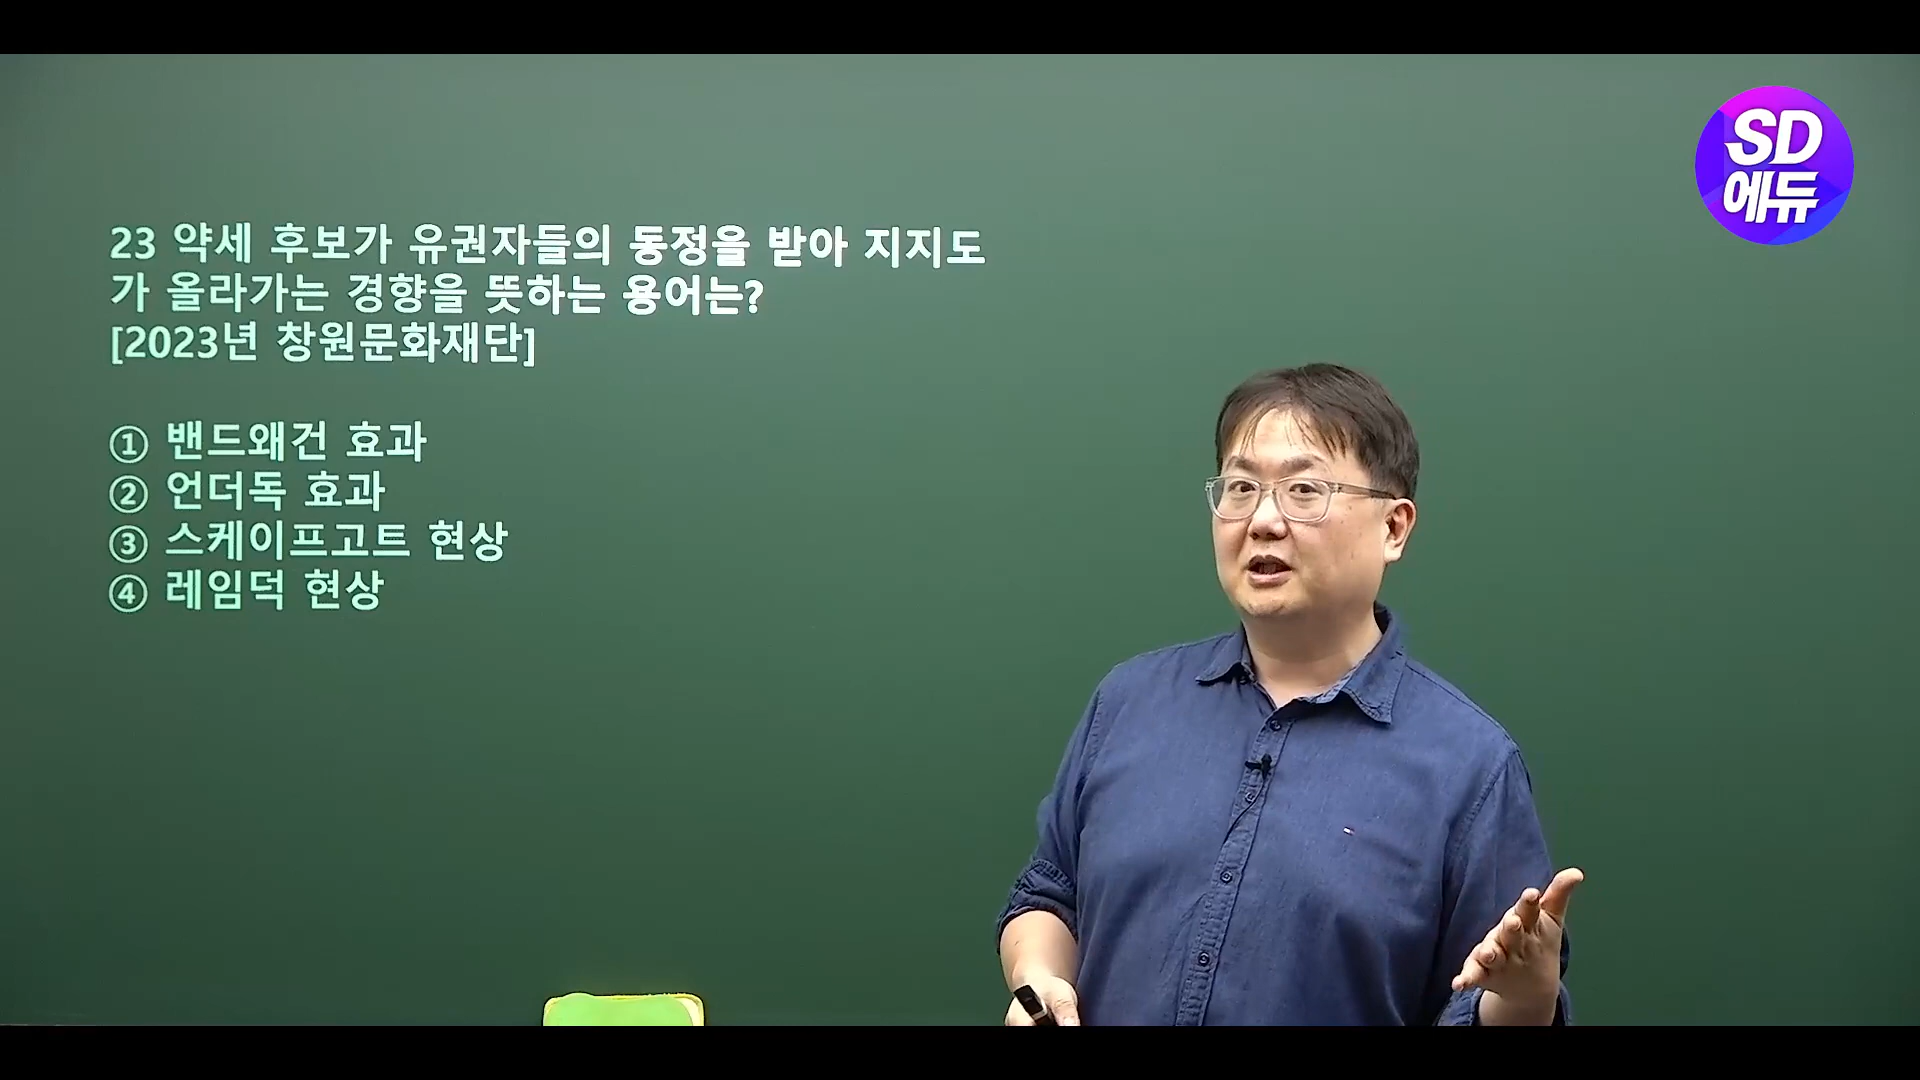 SD
에듀
23 약세 후보가 유권자들의 동정을 받아 지지도
가 올라가는 경향을 뜻하는 용어는?
[2023년 창원문화재단]
① 밴드왜건 효과
② 언더독 효과
③ 스케이프고트 현상
④ 레임덕 현상